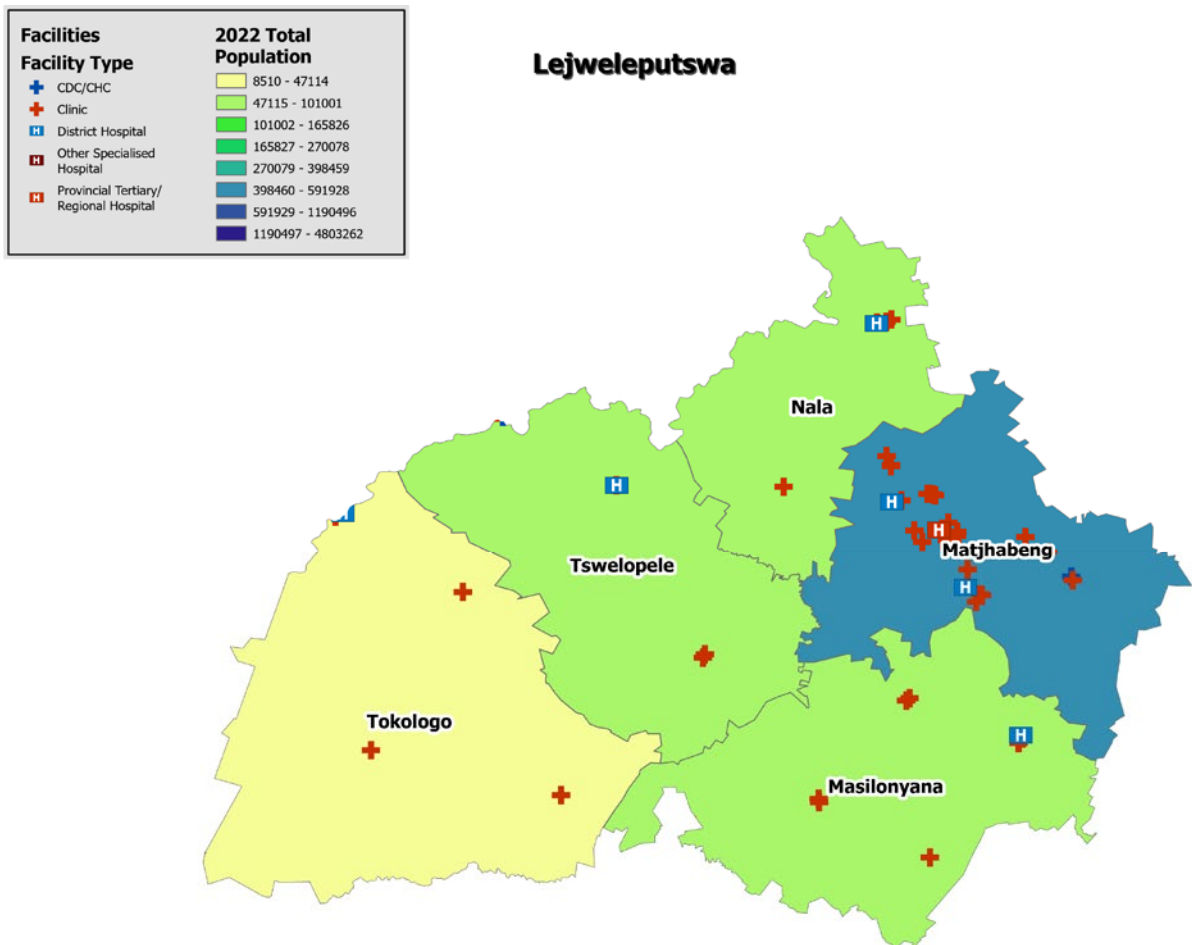 Facilities
Facility Type
CDC/CHC
Clinic
H District Hospital
H Other Specialised
Hospital
H Provincial Tertiary/
Regional Hospital
2022 Total
Population
8510 - 47114
47115 - 101001
101002 - 165826
165827 - 270078
270079 - 398459
398460 - 591928
591929 - 1190496
1190497 - 4803262
Lejweleputswa
H
Nala
H
H
H
H
Matjhabeng
Tswelopele
H
Tokologo
H
Masilonyana